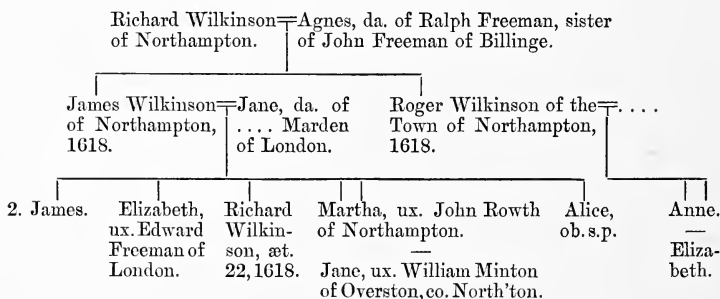 Richard Wilkinson
of Northampton.
Agnes, da. of Ralph Freeman, sister
of John Freeman of Billinge.
James Wilkinson
of Northampton,
1618.
Jane, da. of
.... Marden
of London.
Roger Wilkinson of the
Town of Northampton,
1618.
....
2. James.
Elizabeth,
ux. Edward
Freeman of
London.
Richard
Wilkin-
son, æt.
22, 1618.
Martha, ux. John Rowth
of Northampton.
—
Jane, ux. William Minton
of Overston, co. North'ton.
Alice,
ob. s.p.
Anne.
—
Eliza-
beth.